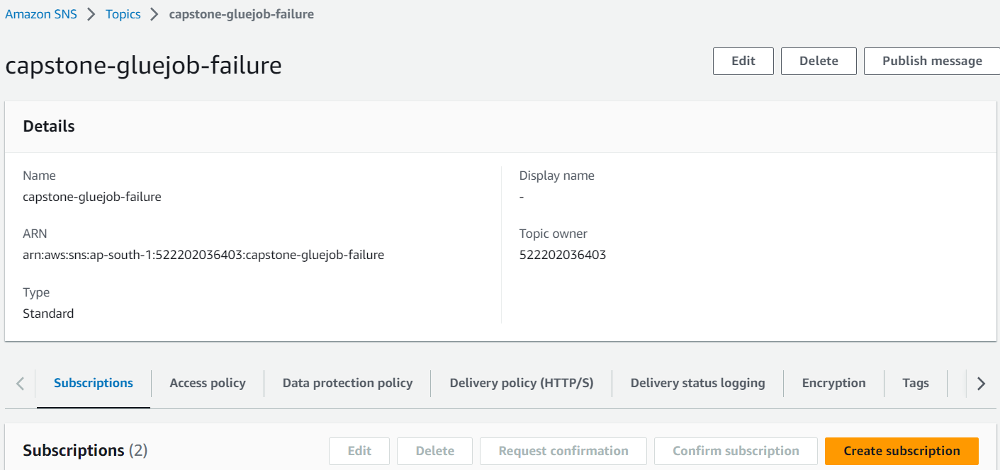 Amazon SNS > Topics > capstone-gluejob-failure
capstone-gluejob-failure
Edit Delete Publish message
Details
Name Display name
capstone-gluejob-failure -
ARN Topic owner
arn:aws:sns:ap-south-1:522202036403:capstone-gluejob-failure 522202036403
Type
Standard
Subscriptions Access policy Data protection policy Delivery policy (HTTP/S) Delivery status logging Encryption Tags
Subscriptions (2) Edit Delete Request confirmation Confirm subscription Create subscription